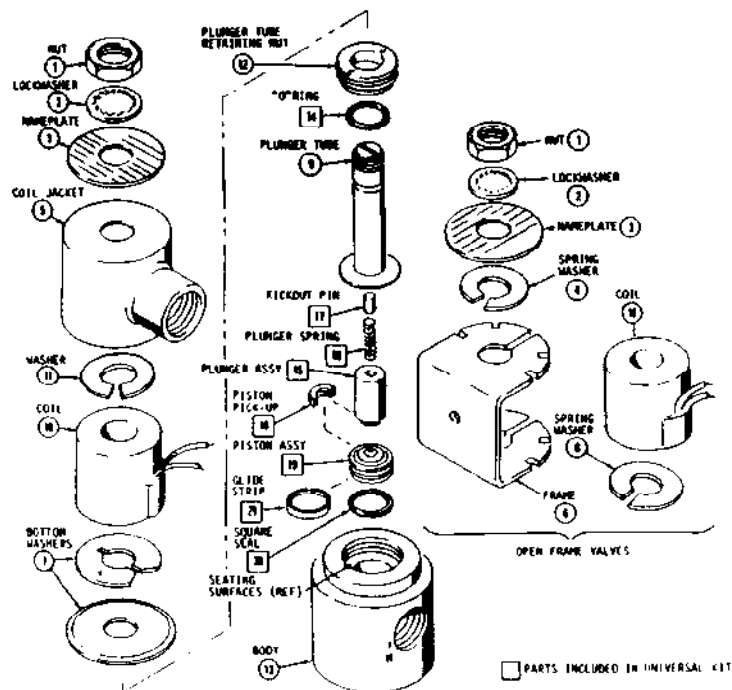 NUT
1
LOCKWASHER
2
NAMEPLATE
3
COIL JACKET
5
WASHER
11
COIL
10
BOTTON
WASHERS
7
PLUNGER TUBE
RETAINING NUT
12
"O"RING
14
PLUNGER TUBE
9
KICKOUT PIN
17
PLUNGER SPRING
PLUNGER ASSY
PISTON
PICK-UP
PISTON ASSY
19
GLIDE
STRIP
21
SQUARE
SEAL
20
SEATING
SURFACES (REF)
BODY
13
I
N
NUT 1
LOCKWASHER
2
NAMEPLATE 3
SPRING
WASHER
4
COIL
10
SPRING
WASHER
FRAME
6
OPEN FRAME VALVES
PARTS INCLUDED IN UNIVERSAL KIT